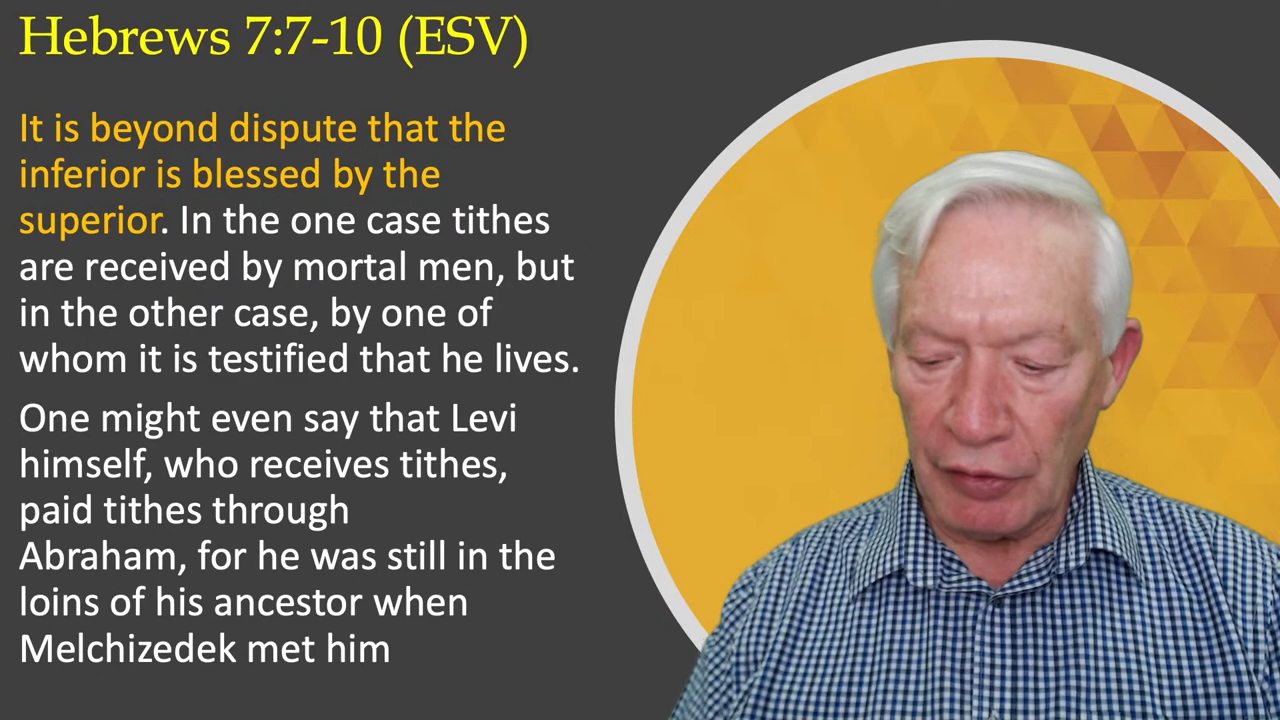 Hebrews 7:7-10 (ESV)
It is beyond dispute that the
inferior is blessed by the
superior. In the one case tithes
are received by mortal men, but
in the other case, by one of
whom it is testified that he lives.
One might even say that Levi
himself, who receives tithes,
paid tithes through
Abraham, for he was still in the
loins of his ancestor when
Melchizedek met him